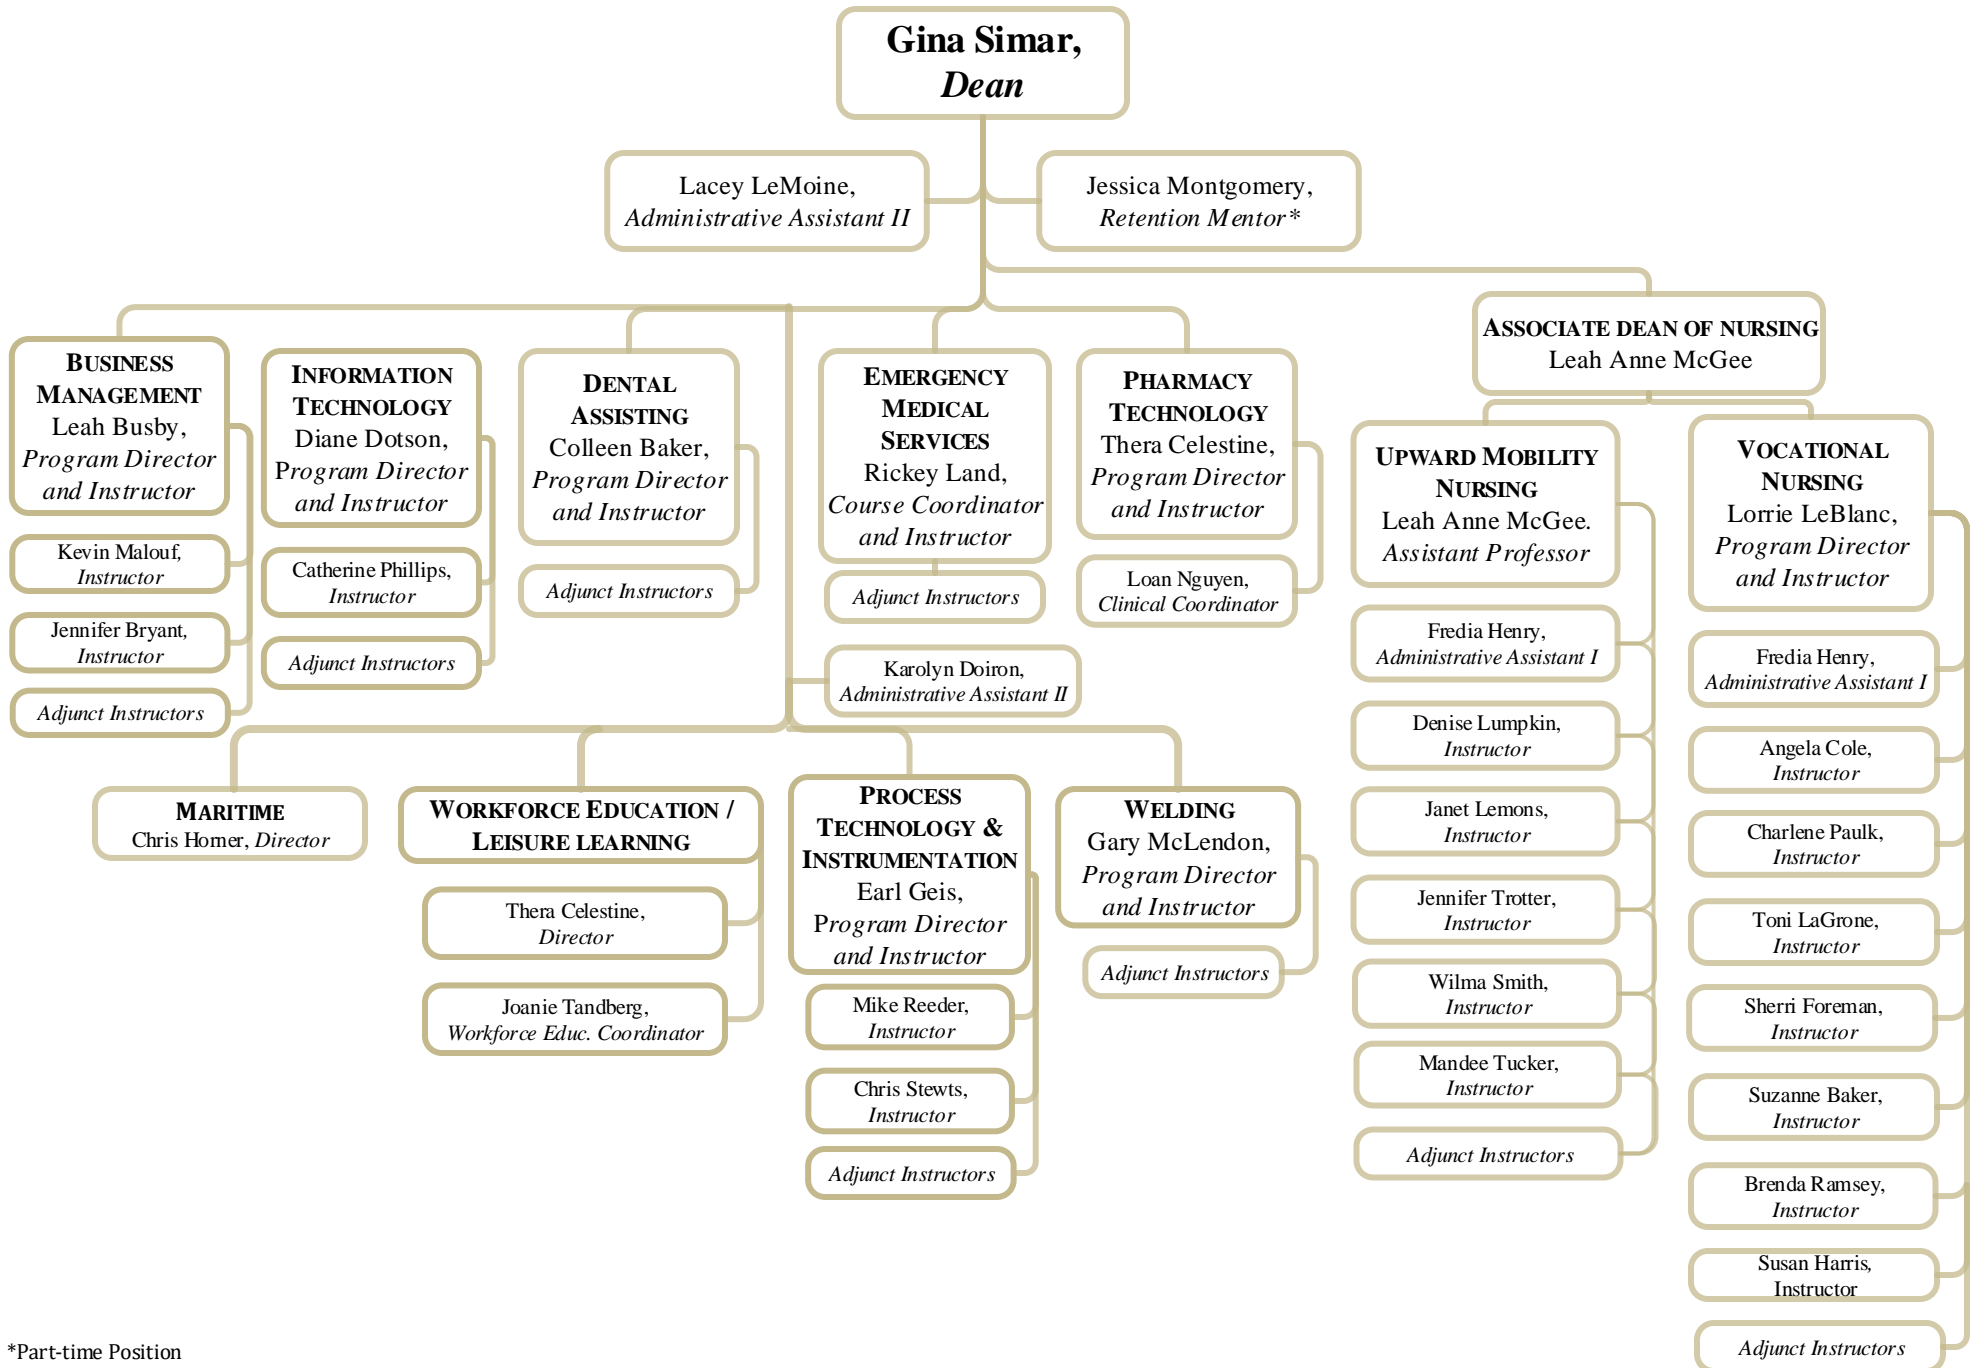 Gina Simar,
Dean
Lacey LeMoine,
Administrative Assistant II
Jessica Montgomery,
Retention Mentor*
BUSINESS
MANAGEMENT
Leah Busby,
Program Director
and Instructor
Kevin Malouf,
Instructor
Jennifer Bryant,
Instructor
Adjunct Instructors
INFORMATION
TECHNOLOGY
Diane Dotson,
Program Director
and Instructor
Catherine Phillips,
Instructor
Adjunct Instructors
DENTAL
ASSISTING
Colleen Baker,
Program Director
and Instructor
Adjunct Instructors
EMERGENCY
MEDICAL
SERVICES
Rickey Land,
Course Coordinator
and Instructor
Adjunct Instructors
PHARMACY
TECHNOLOGY
Thera Celestine,
Program Director
and Instructor
Loan Nguyen,
Clinical Coordinator
ASSOCIATE DEAN OF NURSING
Leah Anne McGee
UPWARD MOBILITY
NURSING
Leah Anne McGee.
Assistant Professor
Fredia Henry,
Administrative Assistant I
Denise Lumpkin,
Instructor
Janet Lemons,
Instructor
Jennifer Trotter,
Instructor
Wilma Smith,
Instructor
Mandee Tucker,
Instructor
Adjunct Instructors
VOCATIONAL
NURSING
Lorrie LeBlanc,
Program Director
and Instructor
Fredia Henry,
Administrative Assistant I
Angela Cole,
Instructor
Charlene Paulk,
Instructor
Toni LaGrone,
Instructor
Sherri Foreman,
Instructor
Suzanne Baker,
Instructor
Brenda Ramsey,
Instructor
Susan Harris,
Instructor
Adjunct Instructors
Karolyn Doiron,
Administrative Assistant II
MARITIME
Chris Horner, Director
WORKFORCE EDUCATION /
LEISURE LEARNING
Thera Celestine,
Director
Joanie Tandberg,
Workforce Educ. Coordinator
PROCESS
TECHNOLOGY &
INSTRUMENTATION
Earl Geis,
Program Director
and Instructor
Mike Reeder,
Instructor
Chris Stewts,
Instructor
Adjunct Instructors
WELDING
Gary McLendon,
Program Director
and Instructor
Adjunct Instructors
*Part-time Position